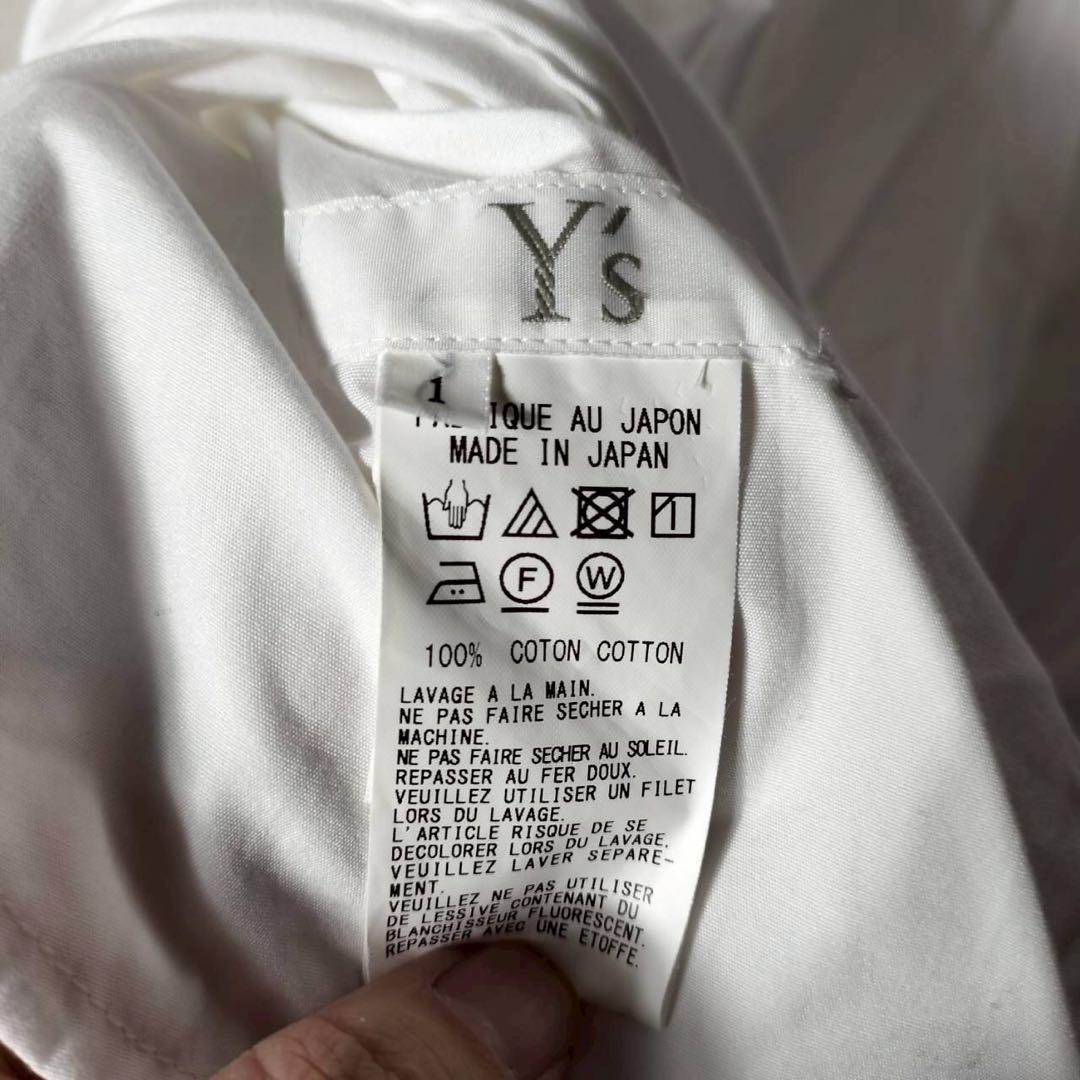 Y's
1
IQUE AU JAPON
MADE IN JAPAN
F W
100% COTON COTTON
LAVAGE A LA MAIN.
NE PAS FAIRE SECHER A LA
MACHINE.
NE PAS FAIRE SECHER AU SOLEIL.
REPASSER AU FER DOUX.
VEUILLEZ UTILISER UN FILET
LORS DU LAVAGE.
L'ARTICLE RISQUE DE SE
DECOLORER LORS DU LAVAGE.
VEUILLEZ LAVER SEPARE-
MENT.
VEUILLEZ NE PAS UTILISER
DE LESSIVE CONTENANT DU
BLANCHISSEUR FLUORESCENT.
REPASSER AVEC UNE ETOFFE.